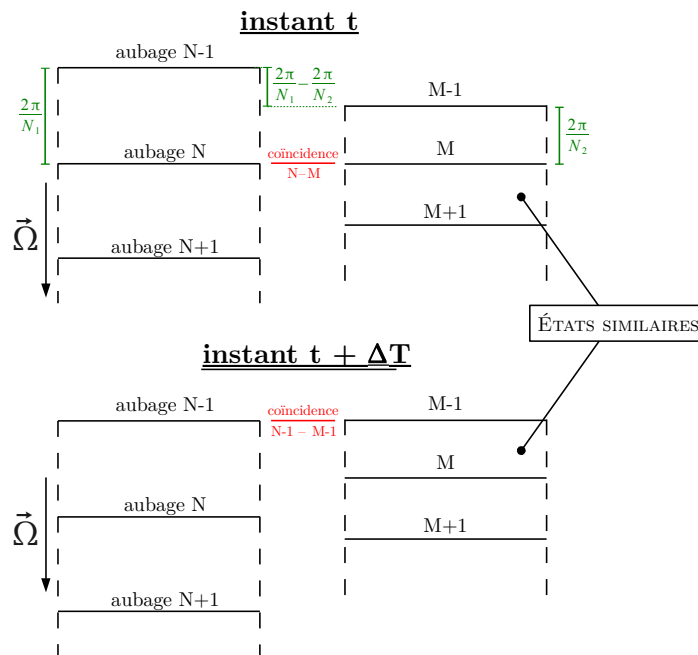 instant t
aubage N-1
2π/N₁ − 2π/N₂
M-1
2π/N₁
aubage N
coïncidence
N–M
M
2π/N₂
Ω⃗
aubage N+1
M+1
États similaires
instant t + ΔT
aubage N-1
coïncidence
N-1 – M-1
M-1
M
aubage N
Ω⃗
M+1
aubage N+1